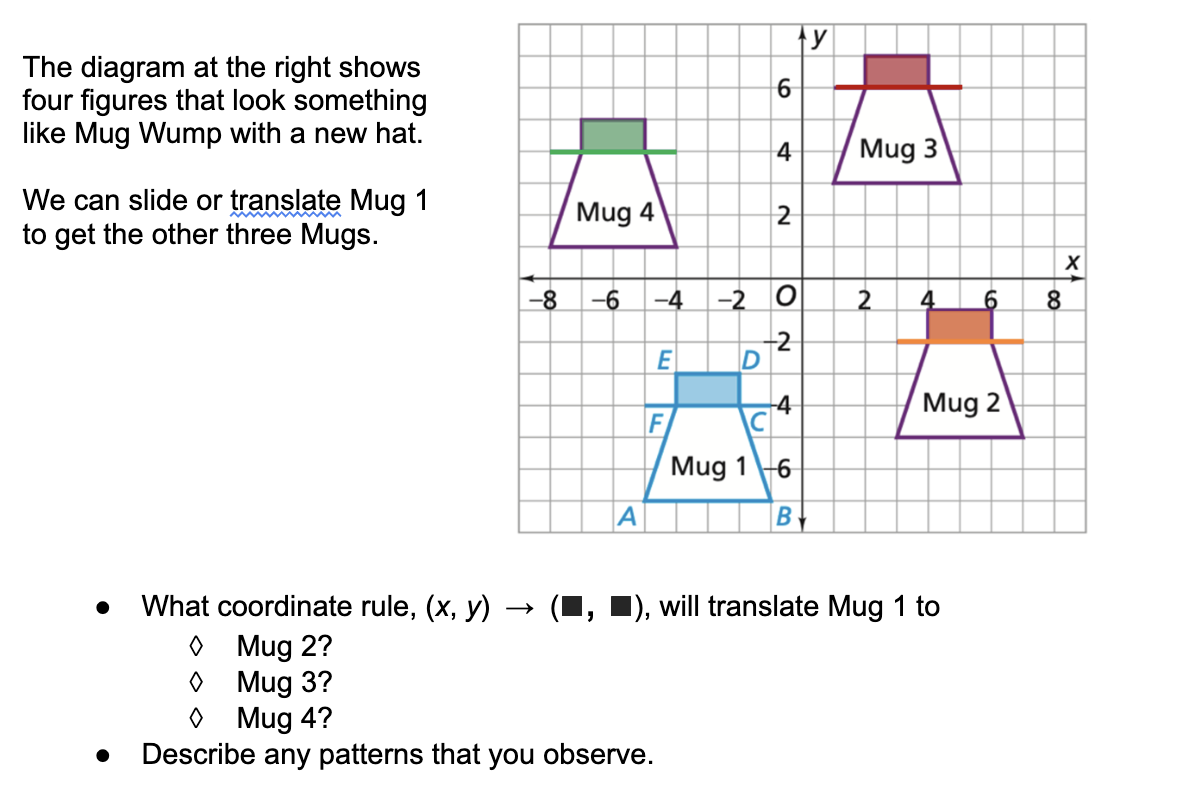 The diagram at the right shows
four figures that look something
like Mug Wump with a new hat.
We can slide or translate Mug 1
to get the other three Mugs.
y
6
Mug 3
4
Mug 4
2
x
–8 –6 –4 –2 O 2 4 6 8
–2
E D
–4
Mug 2
F C
Mug 1
–6
A B
● What coordinate rule, (x, y) → (■, ■), will translate Mug 1 to
◊ Mug 2?
◊ Mug 3?
◊ Mug 4?
● Describe any patterns that you observe.